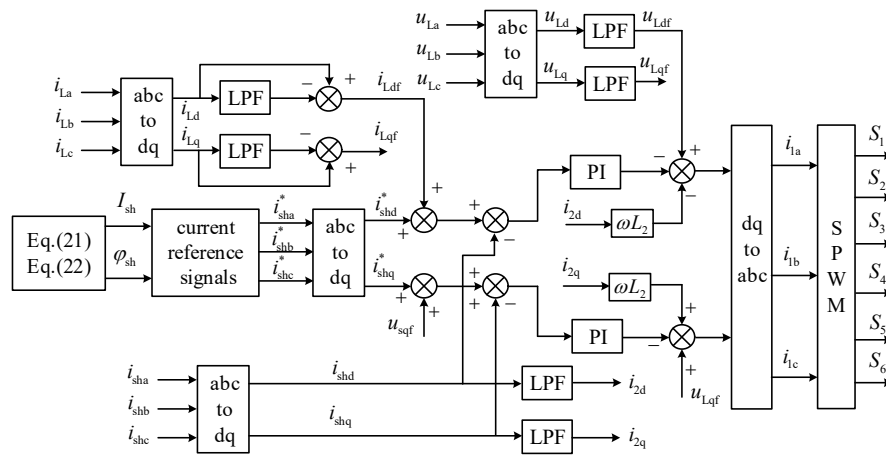 u_La
u_Lb
u_Lc
abc
to
dq
u_Ld
u_Lq
LPF
LPF
u_Ldf
u_Lqf
i_La
i_Lb
i_Lc
abc
to
dq
i_Ld
i_Lq
LPF
LPF
−
+
−
+
i_Ldf
i_Lqf
Eq.(21)
Eq.(22)
I_sh
φ_sh
current
reference
signals
i*_sha
i*_shb
i*_shc
abc
to
dq
i*_shd
i*_shq
+
+
+
−
+
+
u_sqf
+
+
−
PI
−
+
−
i_2d
ωL_2
i_2q
ωL_2
PI
−
+
+
u_Lqf
dq
to
abc
i_1a
i_1b
i_1c
S
P
W
M
S_1
S_2
S_3
S_4
S_5
S_6
i_sha
i_shb
i_shc
abc
to
dq
i_shd
i_shq
LPF
LPF
i_2d
i_2q